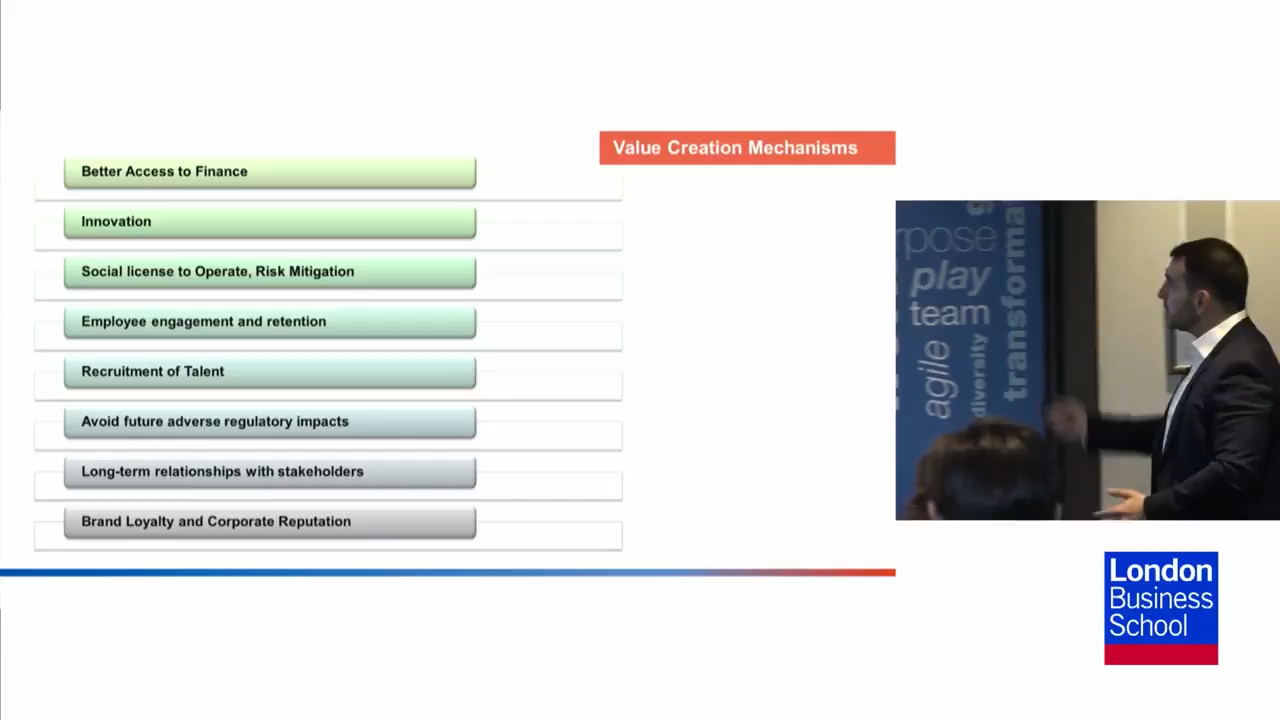 Value Creation Mechanisms
Better Access to Finance
Innovation
Social license to Operate, Risk Mitigation
Employee engagement and retention
Recruitment of Talent
Avoid future adverse regulatory impacts
Long-term relationships with stakeholders
Brand Loyalty and Corporate Reputation
play
team
agile
diversity
London
Business
School